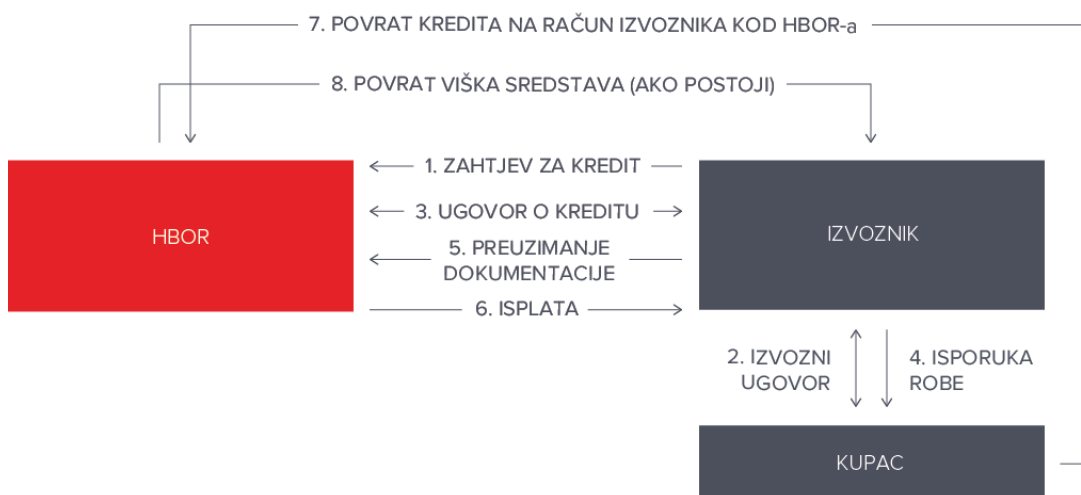 7. POVRAT KREDITA NA RAČUN IZVOZNIKA KOD HBOR-a
8. POVRAT VIŠKA SREDSTAVA (AKO POSTOJI)
1. ZAHTJEV ZA KREDIT
3. UGOVOR O KREDITU
HBOR
IZVOZNIK
5. PREUZIMANJE
DOKUMENTACIJE
6. ISPLATA
2. IZVOZNI
UGOVOR
4. ISPORUKA
ROBE
KUPAC